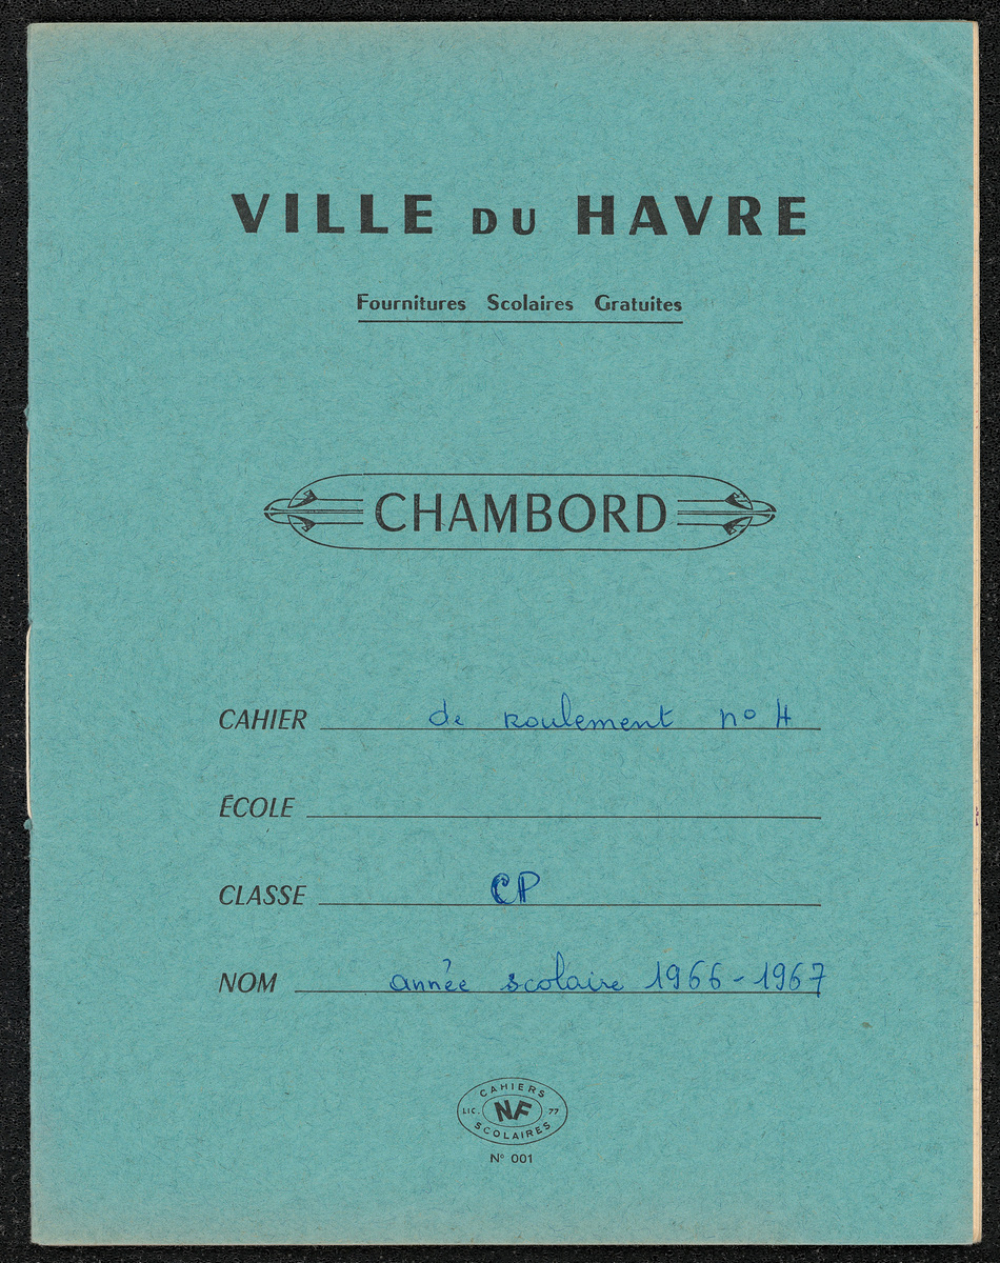 VILLE DU HAVRE
Fournitures Scolaires Gratuites
CHAMBORD
CAHIER de roulement n° 4
ÉCOLE
CLASSE CP
NOM année scolaire 1966-1967
CAHIERS
LIC. NF 77
SCOLAIRES
N° 001